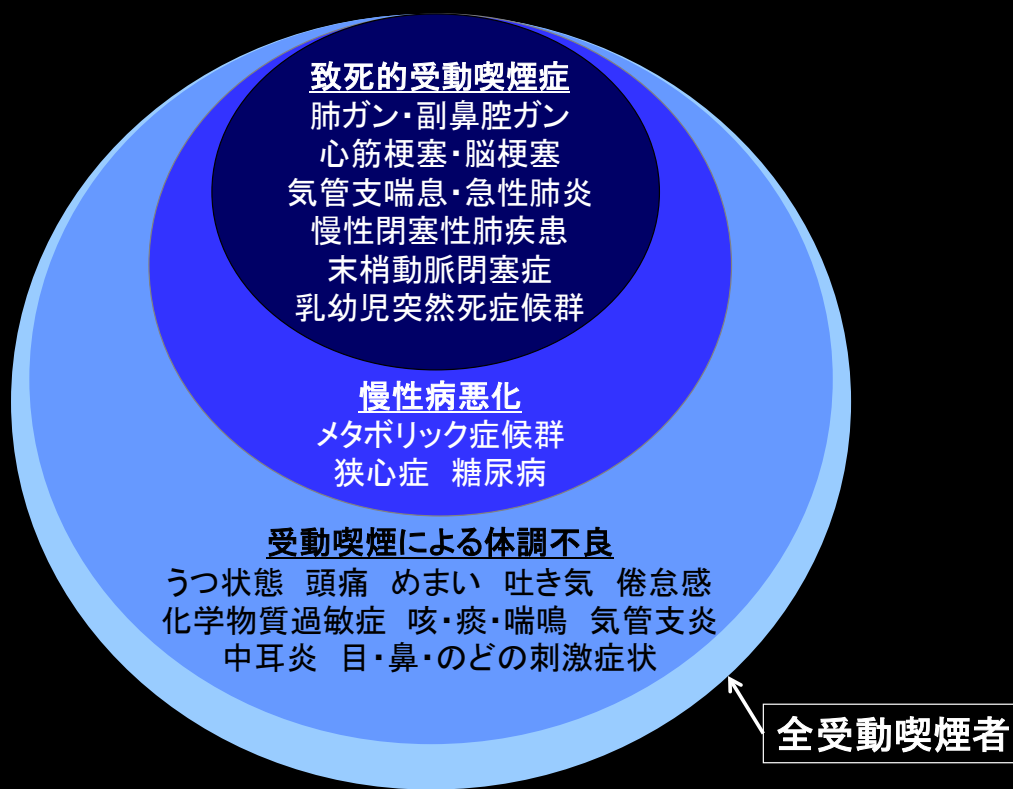 致死的受動喫煙症
肺ガン・副鼻腔ガン
心筋梗塞・脳梗塞
気管支喘息・急性肺炎
慢性閉塞性肺疾患
末梢動脈閉塞症
乳幼児突然死症候群
慢性病悪化
メタボリック症候群
狭心症　糖尿病
受動喫煙による体調不良
うつ状態　頭痛　めまい　吐き気　倦怠感
化学物質過敏症　咳・痰・喘鳴　気管支炎
中耳炎　目・鼻・のどの刺激症状
全受動喫煙者